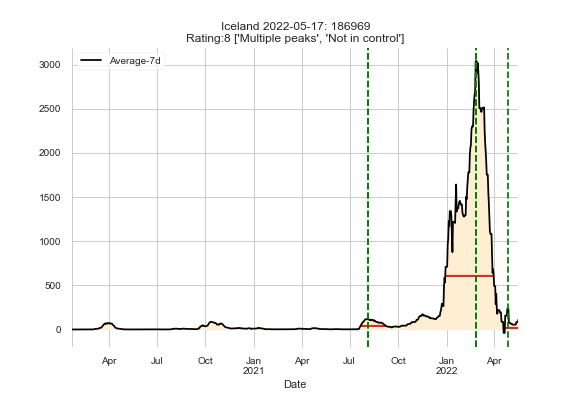 Iceland 2022-05-17: 186969
Rating:8 ['Multiple peaks', 'Not in control']
Average-7d
3000
2500
2000
1500
1000
500
0
Apr Jul Oct Jan Apr Jul Oct Jan Apr
2021 2022
Date